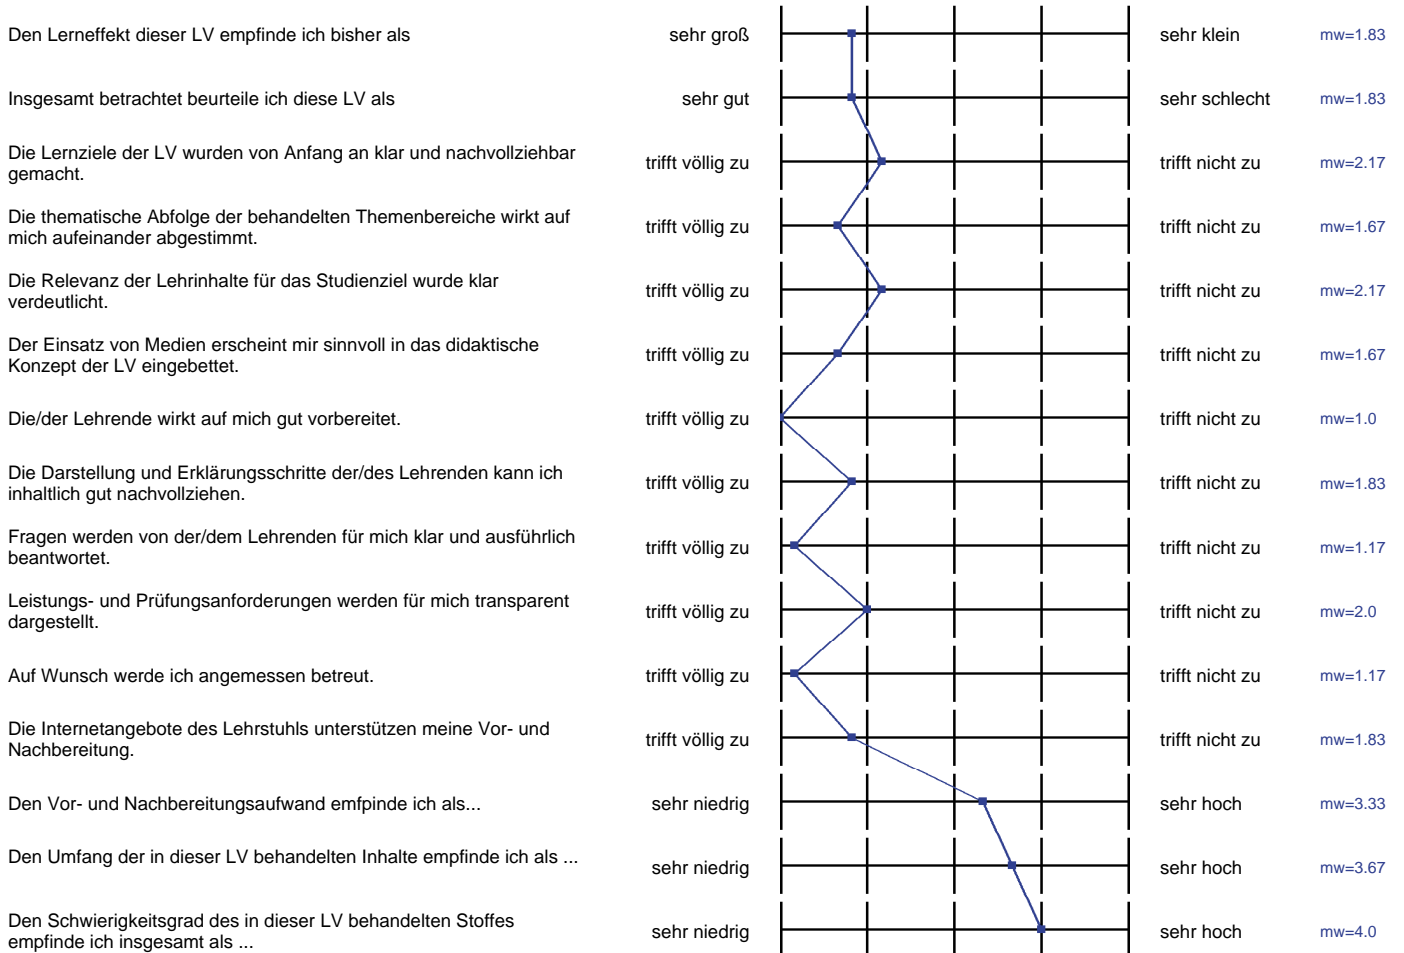 Den Lerneffekt dieser LV empfinde ich bisher als sehr groß sehr klein mw=1.83
Insgesamt betrachtet beurteile ich diese LV als sehr gut sehr schlecht mw=1.83
Die Lernziele der LV wurden von Anfang an klar und nachvollziehbar
gemacht. trifft völlig zu trifft nicht zu mw=2.17
Die thematische Abfolge der behandelten Themenbereiche wirkt auf
mich aufeinander abgestimmt. trifft völlig zu trifft nicht zu mw=1.67
Die Relevanz der Lehrinhalte für das Studienziel wurde klar
verdeutlicht. trifft völlig zu trifft nicht zu mw=2.17
Der Einsatz von Medien erscheint mir sinnvoll in das didaktische
Konzept der LV eingebettet. trifft völlig zu trifft nicht zu mw=1.67
Die/der Lehrende wirkt auf mich gut vorbereitet. trifft völlig zu trifft nicht zu mw=1.0
Die Darstellung und Erklärungsschritte der/des Lehrenden kann ich
inhaltlich gut nachvollziehen. trifft völlig zu trifft nicht zu mw=1.83
Fragen werden von der/dem Lehrenden für mich klar und ausführlich
beantwortet. trifft völlig zu trifft nicht zu mw=1.17
Leistungs- und Prüfungsanforderungen werden für mich transparent
dargestellt. trifft völlig zu trifft nicht zu mw=2.0
Auf Wunsch werde ich angemessen betreut. trifft völlig zu trifft nicht zu mw=1.17
Die Internetangebote des Lehrstuhls unterstützen meine Vor- und
Nachbereitung. trifft völlig zu trifft nicht zu mw=1.83
Den Vor- und Nachbereitungsaufwand emfpinde ich als... sehr niedrig sehr hoch mw=3.33
Den Umfang der in dieser LV behandelten Inhalte empfinde ich als ... sehr niedrig sehr hoch mw=3.67
Den Schwierigkeitsgrad des in dieser LV behandelten Stoffes
empfinde ich insgesamt als ... sehr niedrig sehr hoch mw=4.0